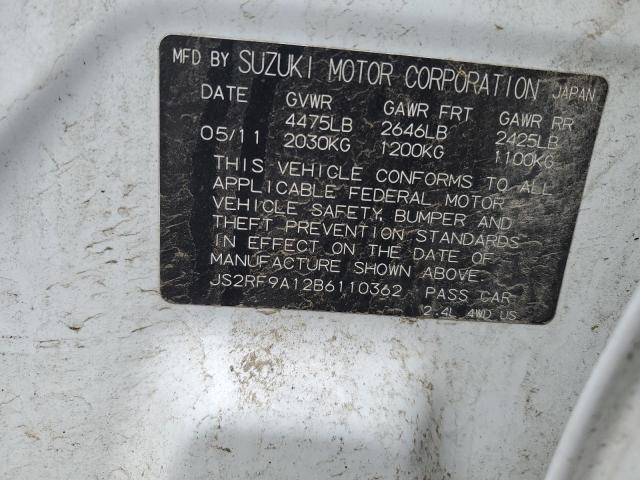 MFD BY SUZUKI MOTOR CORPORATION JAPAN
DATE GVWR GAWR FRT GAWR RR
4475LB 2646LB 2425LB
05/11 2030KG 1200KG 1100KG
THIS VEHICLE CONFORMS TO ALL
APPLICABLE FEDERAL MOTOR
VEHICLE SAFETY, BUMPER AND
THEFT PREVENTION STANDARDS
IN EFFECT ON THE DATE OF
MANUFACTURE SHOWN ABOVE.
JS2RF9A12B6110362 PASS CAR
2.4L 4WD US